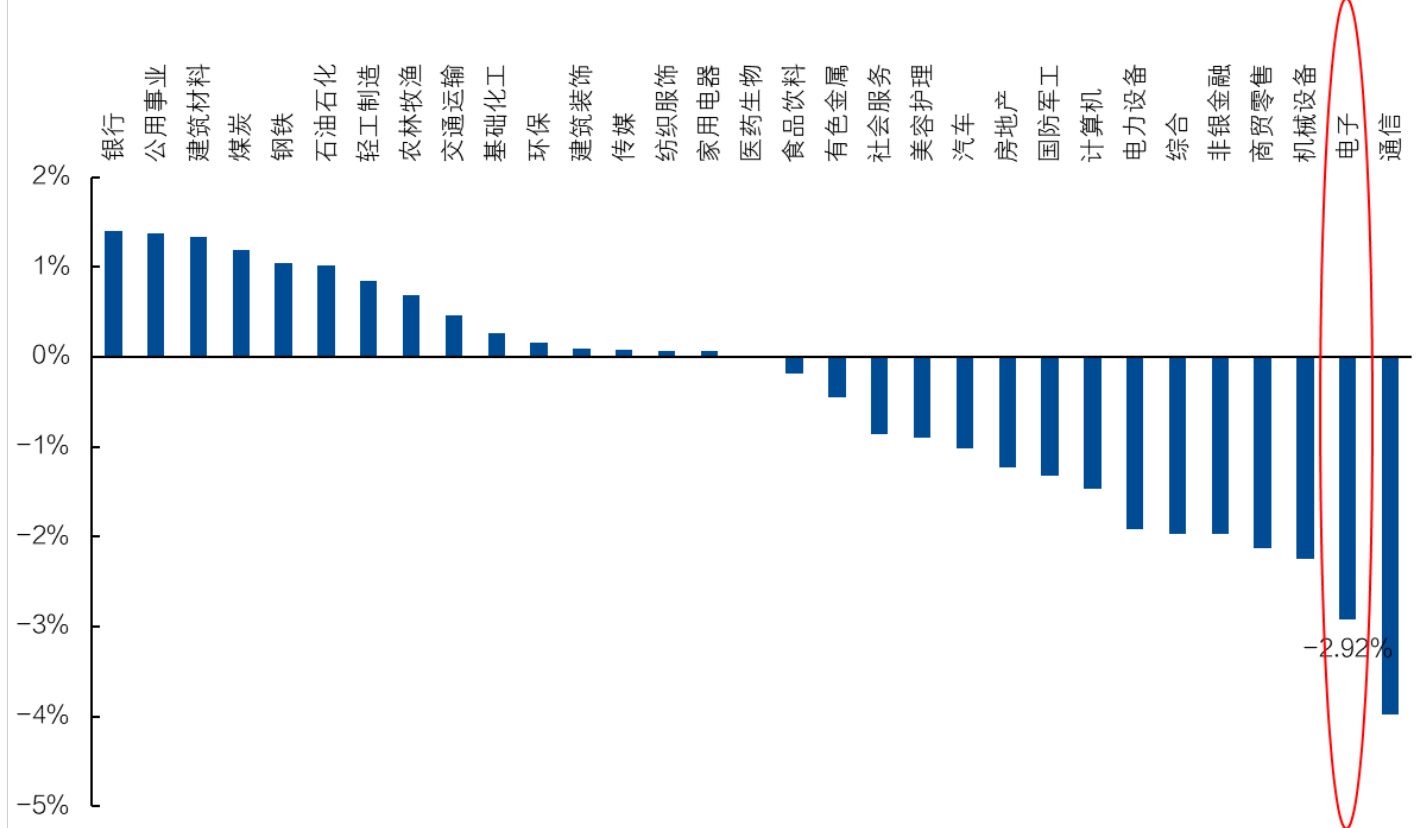 银行
公用事业
建筑材料
煤炭
钢铁
石油石化
轻工制造
农林牧渔
交通运输
基础化工
环保
建筑装饰
传媒
纺织服饰
家用电器
医药生物
食品饮料
有色金属
社会服务
美容护理
汽车
房地产
国防军工
计算机
电力设备
综合
非银金融
商贸零售
机械设备
电子
通信
2%
1%
0%
-1%
-2%
-3%
-2.92%
-4%
-5%